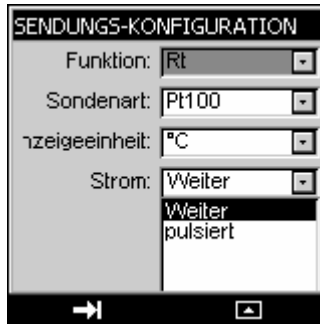 SENDUNGS-KONFIGURATION
Funktion: Rt
Sondenart: Pt100
nzeigeeinheit: °C
Strom: Weiter
Weiter
pulsiert